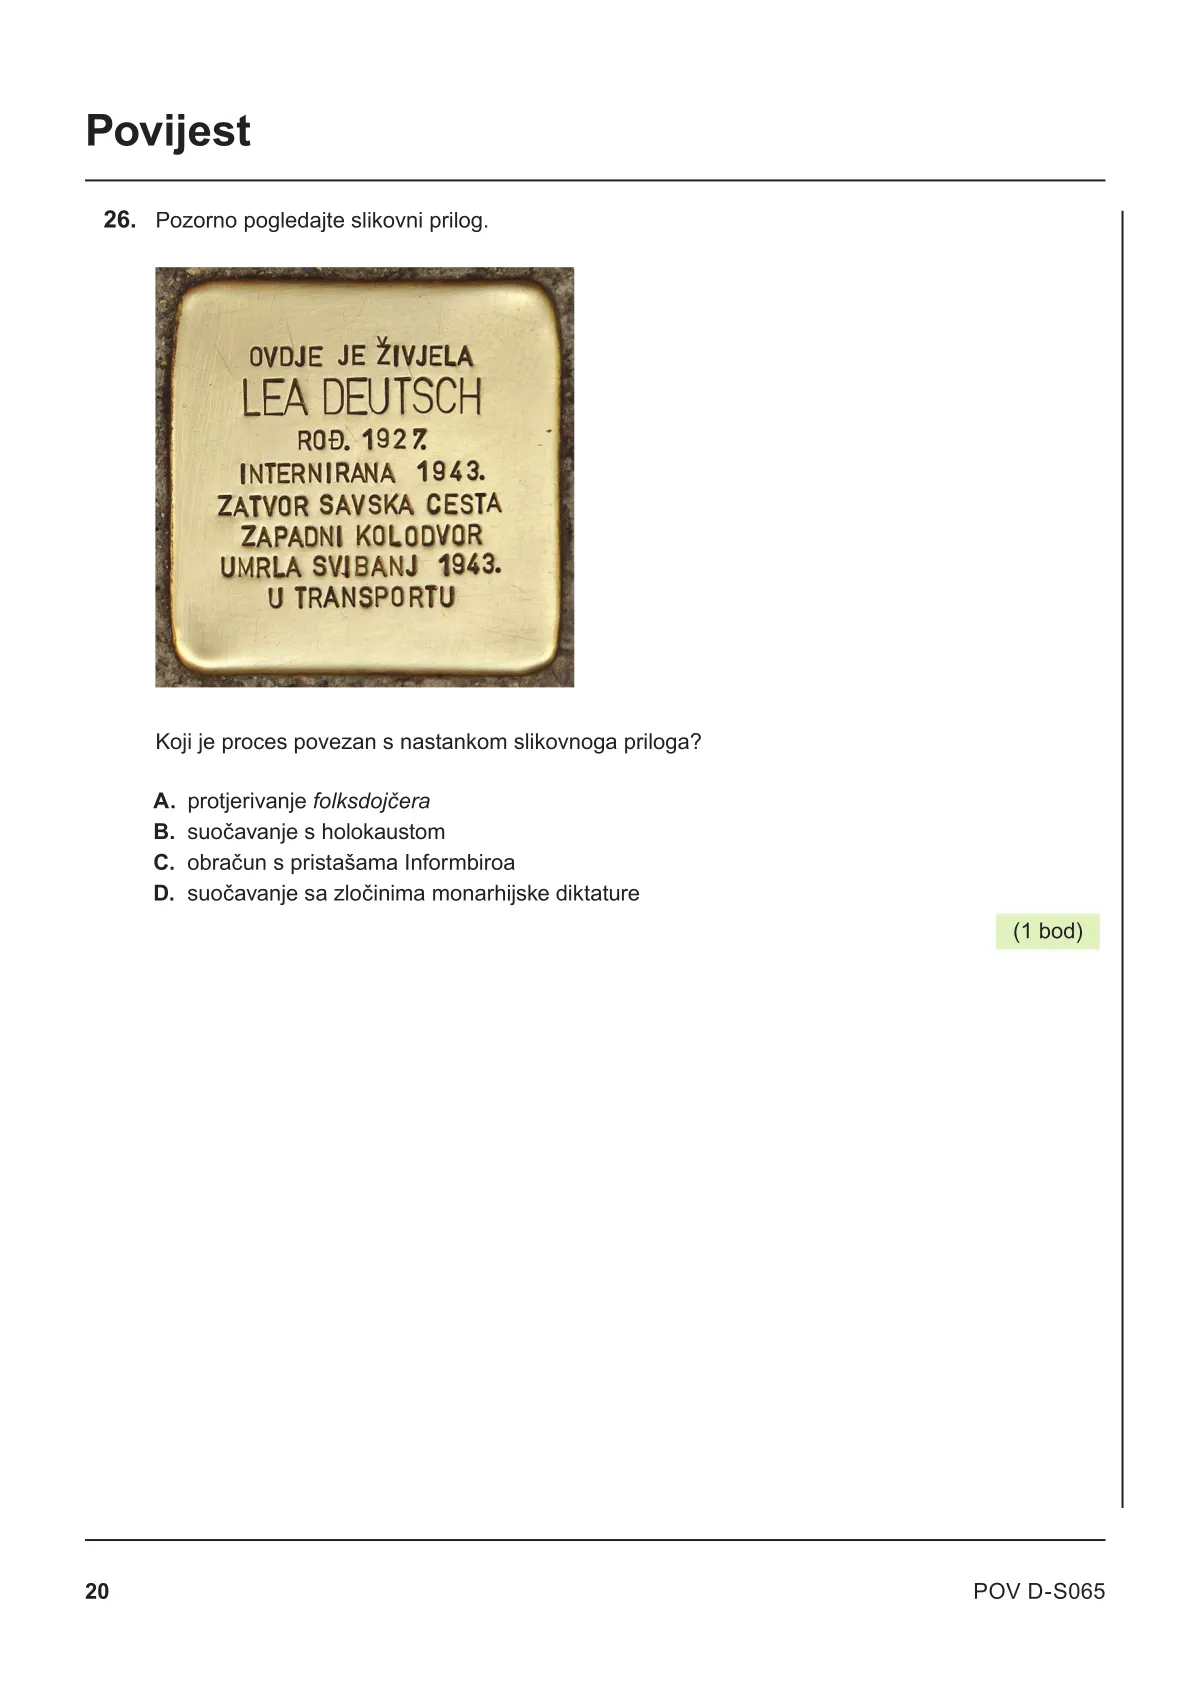 Povijest
26. Pozorno pogledajte slikovni prilog.
OVDJE JE ŽIVJELA
LEA DEUTSCH
ROĐ. 1927.
INTERNIRANA 1943.
ZATVOR SAVSKA CESTA
ZAPADNI KOLODVOR
UMRLA SVIBANJ 1943.
U TRANSPORTU
Koji je proces povezan s nastankom slikovnoga priloga?
A. protjerivanje folksdojčera
B. suočavanje s holokaustom
C. obračun s pristašama Informbiroa
D. suočavanje sa zločinima monarhijske diktature
(1 bod)
20
POV D-S065